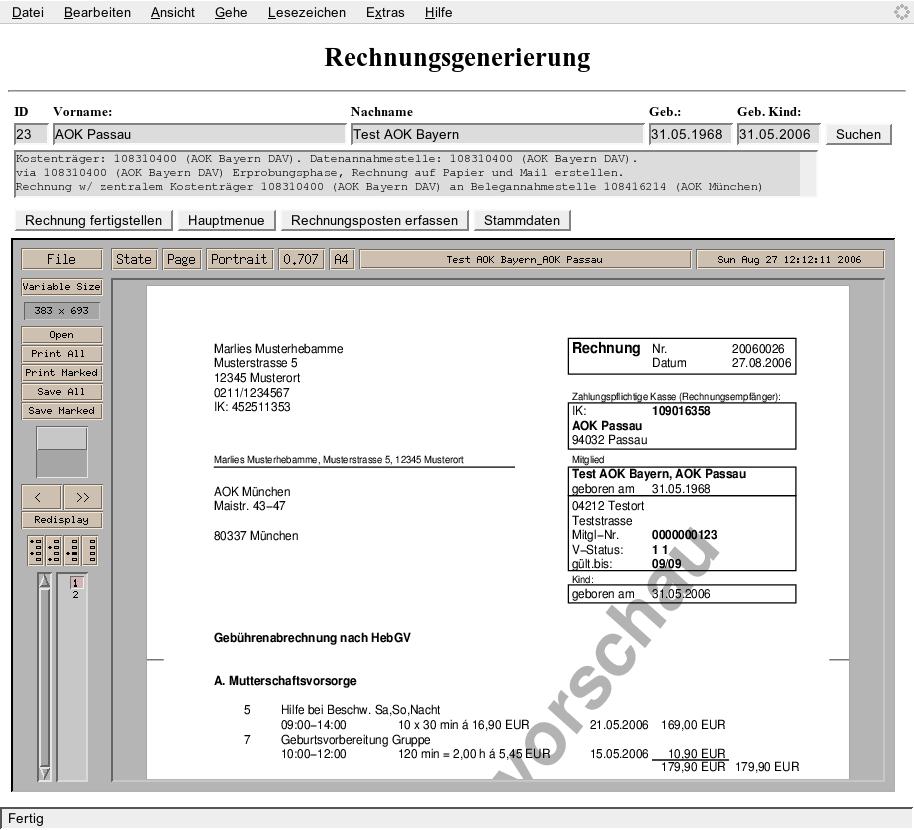 Datei Bearbeiten Ansicht Gehe Lesezeichen Extras Hilfe
Rechnungsgenerierung
ID Vorname: Nachname Geb.: Geb. Kind:
23 AOK Passau Test AOK Bayern 31.05.1968 31.05.2006 Suchen
Kostenträger: 108310400 (AOK Bayern DAV). Datenannahmestelle: 108310400 (AOK Bayern DAV).
via 108310400 (AOK Bayern DAV) Erprobungsphase, Rechnung auf Papier und Mail erstellen.
Rechnung w/ zentralem Kostenträger 108310400 (AOK Bayern DAV) an Belegannahmestelle 108416214 (AOK München)
Rechnung fertigstellen Hauptmenue Rechnungsposten erfassen Stammdaten
File State Page Portrait 0.707 A4 Test AOK Bayern_AOK Passau Sun Aug 27 12:12:11 2006
Variable Size
383 x 693
Open
Print All
Print Marked
Save All
Save Marked
< >>
Redisplay
1
2
Marlies Musterhebamme
Musterstrasse 5
12345 Musterort
0211/1234567
IK: 452511353
Rechnung Nr. 20060026
Datum 27.08.2006
Zahlungspflichtige Kasse (Rechnungsempfänger):
IK: 109016358
AOK Passau
94032 Passau
Marlies Musterhebamme, Musterstrasse 5, 12345 Musterort
AOK München
Maistr. 43-47
80337 München
Mitglied
Test AOK Bayern, AOK Passau
geboren am 31.05.1968
04212 Testort
Teststrasse
Mitgl-Nr. 0000000123
V-Status: 1 1
gült.bis: 09/09
Kind:
geboren am 31.05.2006
Gebührenabrechnung nach HebGV
A. Mutterschaftsvorsorge
5 Hilfe bei Beschw. Sa,So,Nacht
09:00-14:00 10 x 30 min á 16,90 EUR 21.05.2006 169,00 EUR
7 Geburtsvorbereitung Gruppe
10:00-12:00 120 min = 2,00 h á 5,45 EUR 15.05.2006 10,90 EUR
179,90 EUR 179,90 EUR
vorschau
Fertig